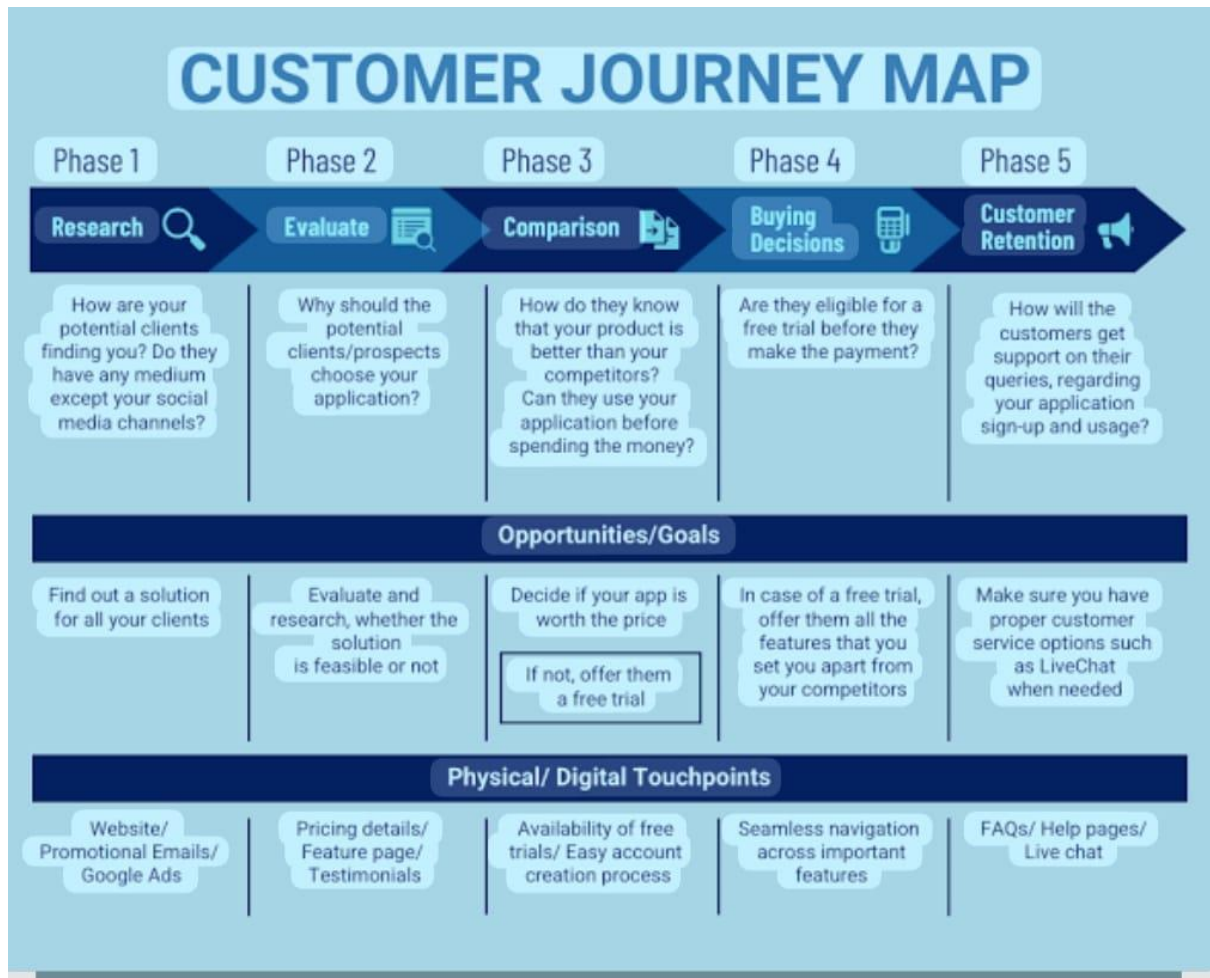 CUSTOMER JOURNEY MAP
Phase 1
Phase 2
Phase 3
Phase 4
Phase 5
Research
Evaluate
Comparison
Buying
Decisions
Customer
Retention
How are your
potential clients
finding you? Do they
have any medium
except your social
media channels?
Why should the
potential
clients/prospects
choose your
application?
How do they know
that your product is
better than your
competitors?
Can they use your
application before
spending the money?
Are they eligible for a
free trial before they
make the payment?
How will the
customers get
support on their
queries, regarding
your application
sign-up and usage?
Opportunities/Goals
Find out a solution
for all your clients
Evaluate and
research, whether the
solution
is feasible or not
Decide if your app is
worth the price
If not, offer them
a free trial
In case of a free trial,
offer them all the
features that you
set you apart from
your competitors
Make sure you have
proper customer
service options such
as LiveChat
when needed
Physical/ Digital Touchpoints
Website/
Promotional Emails/
Google Ads
Pricing details/
Feature page/
Testimonials
Availability of free
trials/ Easy account
creation process
Seamless navigation
across important
features
FAQs/ Help pages/
Live chat